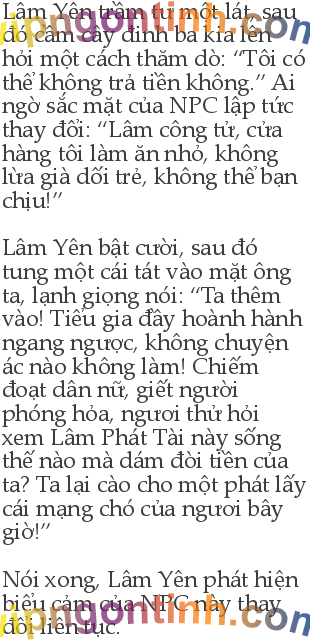 Lâm Yên trầm tư một lát, sau
đó cầm cây đinh ba kia lên
hỏi một cách thăm dò: “Tôi có
thể không trả tiền không.” Ai
ngờ sắc mặt của NPC lập tức
thay đổi: “Lâm công tử, cửa
hàng tôi làm ăn nhỏ, không
lừa già dối trẻ, không thể bạn
chịu!”
Lâm Yên bật cười, sau đó
tung một cái tát vào mặt ông
ta, lạnh giọng nói: “Ta thêm
vào! Tiểu gia đầy hoành hành
ngang ngược, không chuyện
ác nào không làm! Chiếm
đoạt dân nữ, giết người
phóng hỏa, ngươi thử hỏi
xem Lâm Phát Tài này sống
thế nào mà dám đòi tiền của
ta? Ta lại cào cho một phát lấy
cái mạng chó của ngươi bây
giờ!”
Nói xong, Lâm Yên phát hiện
biểu cảm của NPC này thay
đổi liên tục.